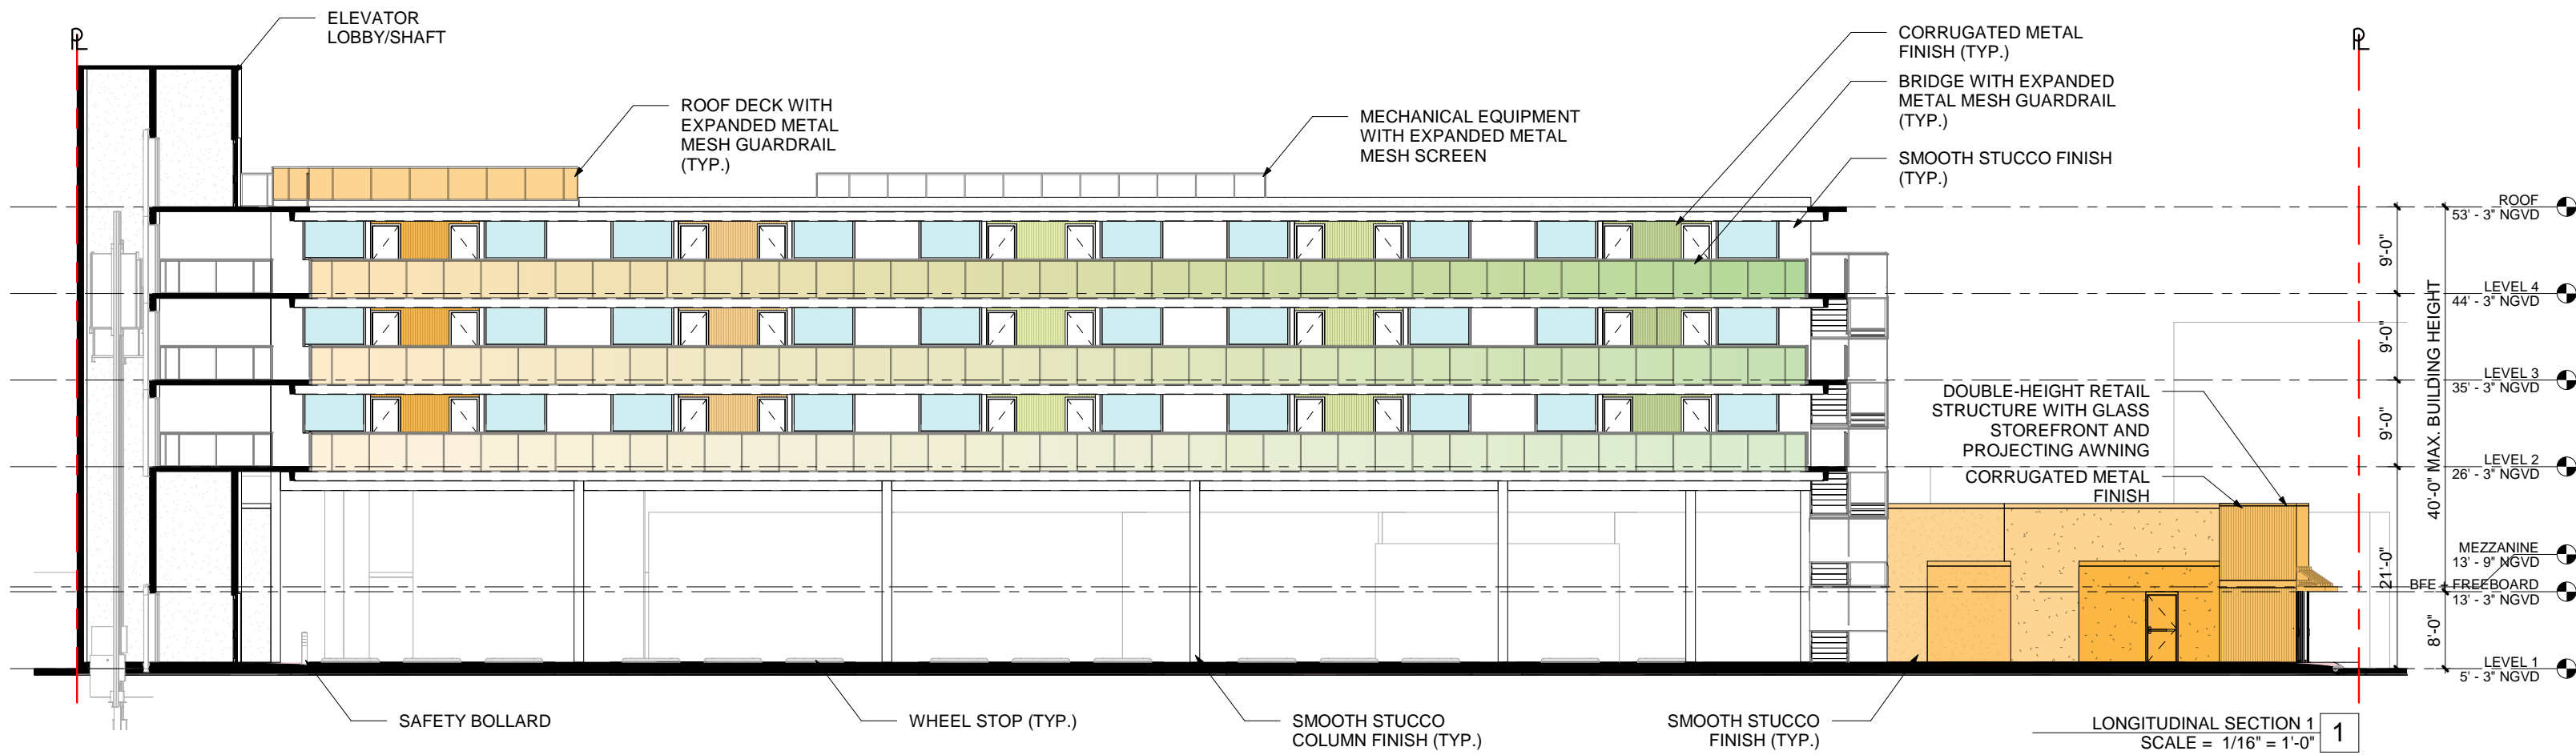 ELEVATOR
LOBBY/SHAFT
PL
PL
ROOF DECK WITH
EXPANDED METAL
MESH GUARDRAIL
(TYP.)
MECHANICAL EQUIPMENT
WITH EXPANDED METAL
MESH SCREEN
CORRUGATED METAL
FINISH (TYP.)
BRIDGE WITH EXPANDED
METAL MESH GUARDRAIL
(TYP.)
SMOOTH STUCCO FINISH
(TYP.)
ROOF
53' - 3" NGVD
9'-0"
LEVEL 4
44' - 3" NGVD
9'-0"
40'-0" MAX. BUILDING HEIGHT
LEVEL 3
35' - 3" NGVD
9'-0"
DOUBLE-HEIGHT RETAIL
STRUCTURE WITH GLASS
STOREFRONT AND
PROJECTING AWNING
LEVEL 2
26' - 3" NGVD
CORRUGATED METAL
FINISH
21'-0"
MEZZANINE
13' - 9" NGVD
BFE + FREEBOARD
13' - 3" NGVD
8'-0"
LEVEL 1
5' - 3" NGVD
SAFETY BOLLARD
WHEEL STOP (TYP.)
SMOOTH STUCCO
COLUMN FINISH (TYP.)
SMOOTH STUCCO
FINISH (TYP.)
LONGITUDINAL SECTION 1
SCALE = 1/16" = 1'-0"
1